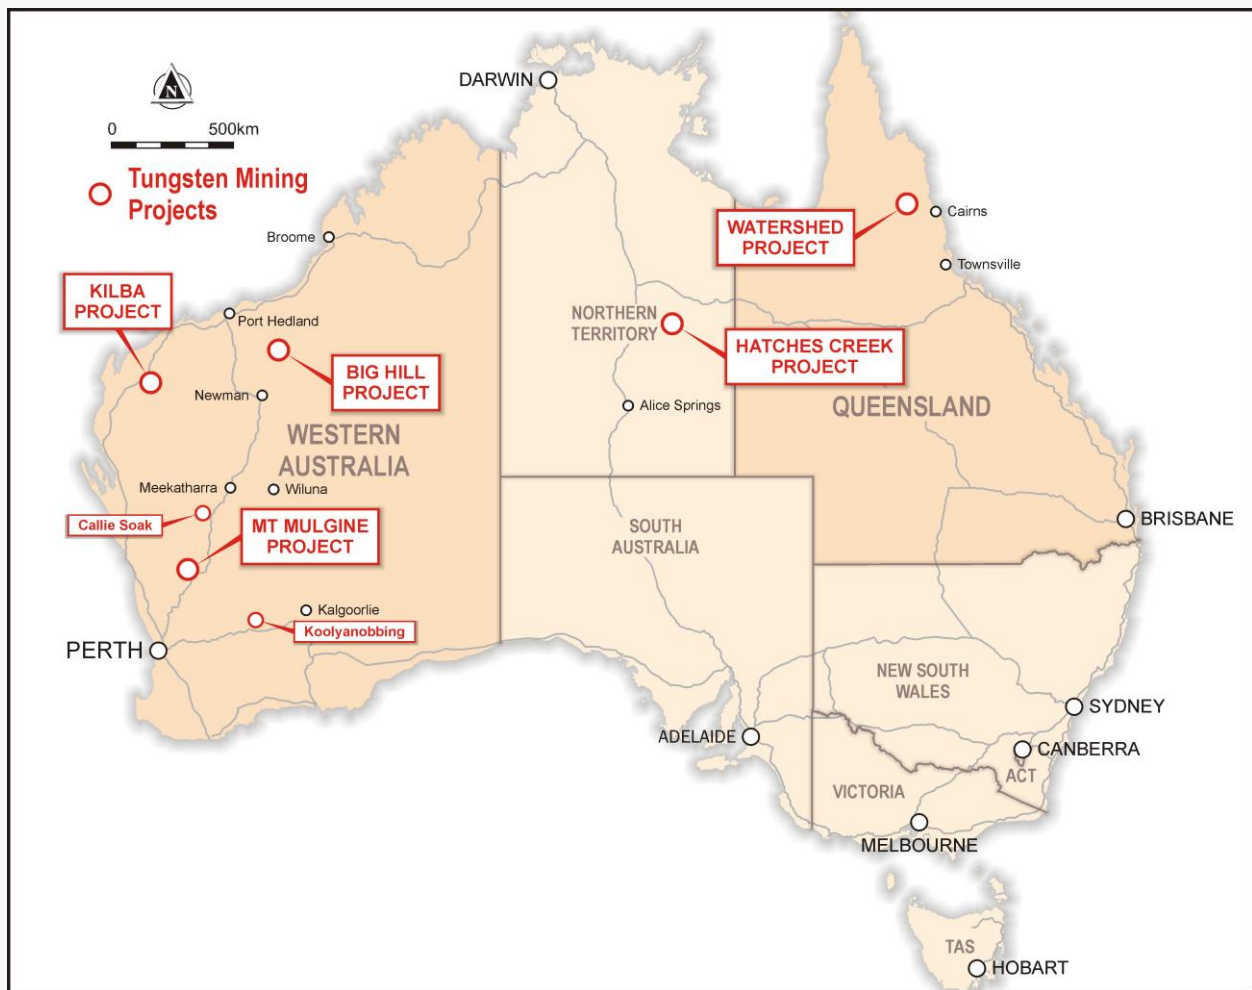 DARWIN
N
0 500km
Tungsten Mining
Projects
WATERSHED
PROJECT
Cairns
Broome
Townsville
KILBA
PROJECT
Port Hedland
NORTHERN
TERRITORY
HATCHES CREEK
PROJECT
BIG HILL
PROJECT
Newman
Alice Springs
QUEENSLAND
WESTERN
AUSTRALIA
Meekatharra
Wiluna
Callie Soak
MT MULGINE
PROJECT
SOUTH
AUSTRALIA
BRISBANE
Kalgoorlie
Koolyanobbing
PERTH
NEW SOUTH
WALES
SYDNEY
ADELAIDE
CANBERRA
ACT
VICTORIA
MELBOURNE
TAS
HOBART